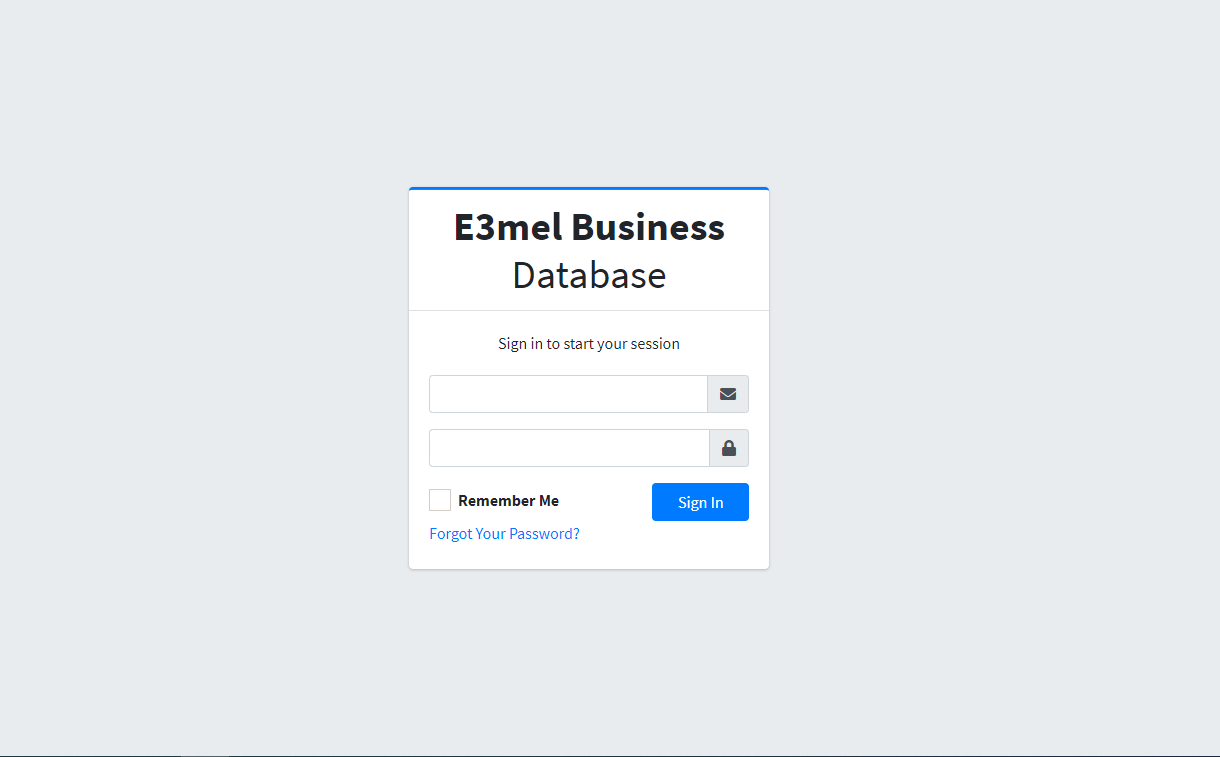 E3mel Business
Database
Sign in to start your session
Remember Me
Sign In
Forgot Your Password?